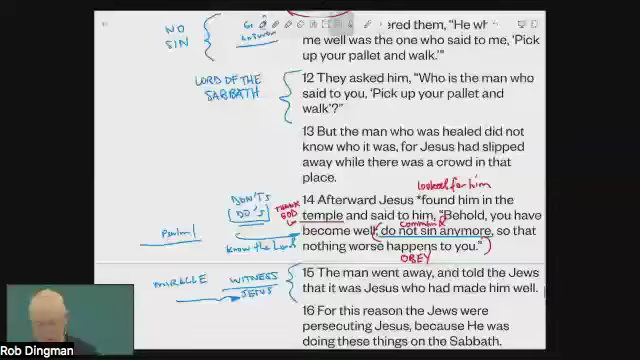 NO
SIN
ered them, "He wh
me well was the one who said to me, 'Pick
up your pallet and walk.'"
LORD OF THE
SABBATH
12 They asked him, "Who is the man who
said to you, 'Pick up your pallet and
walk'?"
13 But the man who was healed did not
know who it was, for Jesus had slipped
away while there was a crowd in that
place.
looked for him
14 Afterward Jesus *found him in the
temple and said to him, "Behold, you have
become well; do not sin anymore, so that
nothing worse happens to you."
DON'TS
DO'S
THANK
GOD
Psalm 1
Know the Lord
OBEY
MIRACLE
WITNESS
JESUS
15 The man went away, and told the Jews
that it was Jesus who had made him well.
16 For this reason the Jews were
persecuting Jesus, because He was
doing these things on the Sabbath.
Rob Dingman